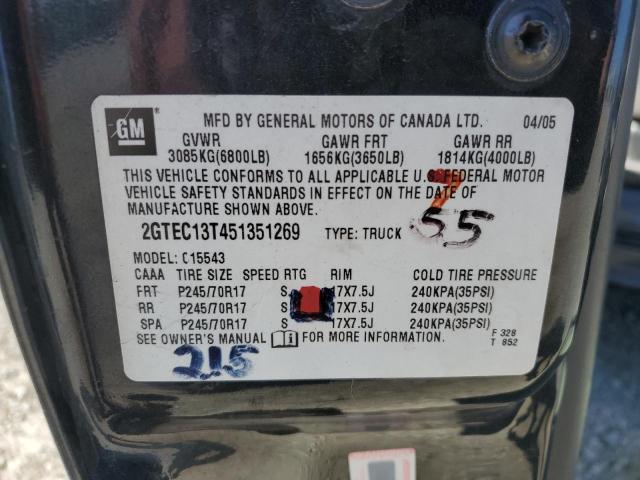 GM ® MFD BY GENERAL MOTORS OF CANADA LTD. 04/05
GVWR GAWR FRT GAWR RR
3085KG(6800LB) 1656KG(3650LB) 1814KG(4000LB)
THIS VEHICLE CONFORMS TO ALL APPLICABLE U.S. FEDERAL MOTOR
VEHICLE SAFETY STANDARDS IN EFFECT ON THE DATE OF
MANUFACTURE SHOWN ABOVE.
7
55
2GTEC13T451351269 TYPE: TRUCK
MODEL: C15543
CAAA TIRE SIZE SPEED RTG RIM COLD TIRE PRESSURE
FRT P245/70R17 S 17X7.5J 240KPA(35PSI)
RR P245/70R17 S 17X7.5J 240KPA(35PSI)
SPA P245/70R17 S 17X7.5J 240KPA(35PSI)
SEE OWNER'S MANUAL i FOR MORE INFORMATION. F 328
T 852
215